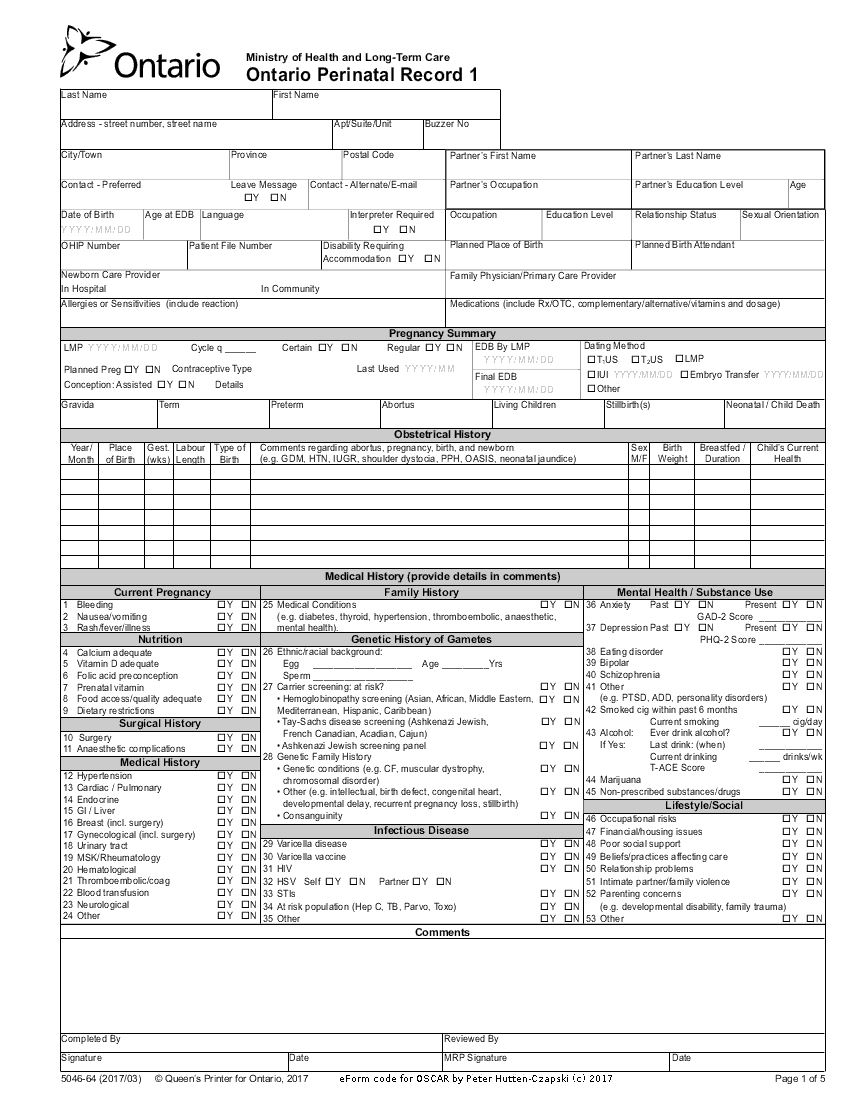 Ontario
Ministry of Health and Long-Term Care
Ontario Perinatal Record 1
Last Name First Name
Address - street number, street name Apt/Suite/Unit Buzzer No
City/Town Province Postal Code Partner's First Name Partner's Last Name
Contact - Preferred Leave Message Contact - Alternate/E-mail Partner's Occupation Partner's Education Level Age
☐Y ☐N
Date of Birth Age at EDB Language Interpreter Required Occupation Education Level Relationship Status Sexual Orientation
YYYY/MM/DD ☐Y ☐N
OHIP Number Patient File Number Disability Requiring Planned Place of Birth Planned Birth Attendant
Accommodation ☐Y ☐N
Newborn Care Provider Family Physician/Primary Care Provider
In Hospital In Community
Allergies or Sensitivities (include reaction) Medications (include Rx/OTC, complementary/alternative/vitamins and dosage)
Pregnancy Summary
LMP YYYY/MM/DD Cycle q ______ Certain ☐Y ☐N Regular ☐Y ☐N EDB By LMP Dating Method
YYYY/MM/DD ☐T₁US ☐T₂US ☐LMP
Planned Preg ☐Y ☐N Contraceptive Type Last Used YYYY/MM Final EDB ☐IUI YYYY/MM/DD ☐Embryo Transfer YYYY/MM/DD
Conception: Assisted ☐Y ☐N Details YYYY/MM/DD ☐Other
Gravida Term Preterm Abortus Living Children Stillbirth(s) Neonatal / Child Death
Obstetrical History
Year/ Place Gest. Labour Type of Comments regarding abortus, pregnancy, birth, and newborn Sex Birth Breastfed / Child's Current
Month of Birth (wks) Length Birth (e.g. GDM, HTN, IUGR, shoulder dystocia, PPH, OASIS, neonatal jaundice) M/F Weight Duration Health
Medical History (provide details in comments)
Current Pregnancy
1 Bleeding ☐Y ☐N
2 Nausea/vomiting ☐Y ☐N
3 Rash/fever/illness ☐Y ☐N
Nutrition
4 Calcium adequate ☐Y ☐N
5 Vitamin D adequate ☐Y ☐N
6 Folic acid preconception ☐Y ☐N
7 Prenatal vitamin ☐Y ☐N
8 Food access/quality adequate ☐Y ☐N
9 Dietary restrictions ☐Y ☐N
Surgical History
10 Surgery ☐Y ☐N
11 Anaesthetic complications ☐Y ☐N
Medical History
12 Hypertension ☐Y ☐N
13 Cardiac / Pulmonary ☐Y ☐N
14 Endocrine ☐Y ☐N
15 GI / Liver ☐Y ☐N
16 Breast (incl. surgery) ☐Y ☐N
17 Gynecological (incl. surgery) ☐Y ☐N
18 Urinary tract ☐Y ☐N
19 MSK/Rheumatology ☐Y ☐N
20 Hematological ☐Y ☐N
21 Thromboembolic/coag ☐Y ☐N
22 Blood transfusion ☐Y ☐N
23 Neurological ☐Y ☐N
24 Other ☐Y ☐N
Family History
25 Medical Conditions ☐Y ☐N
(e.g. diabetes, thyroid, hypertension, thromboembolic, anaesthetic,
mental health).
Genetic History of Gametes
26 Ethnic/racial background:
Egg ____________________ Age _________Yrs
Sperm ____________________
27 Carrier screening: at risk? ☐Y ☐N
• Hemoglobinopathy screening (Asian, African, Middle Eastern, ☐Y ☐N
Mediterranean, Hispanic, Caribbean)
• Tay-Sachs disease screening (Ashkenazi Jewish, ☐Y ☐N
French Canadian, Acadian, Cajun)
• Ashkenazi Jewish screening panel ☐Y ☐N
28 Genetic Family History
• Genetic conditions (e.g. CF, muscular dystrophy, ☐Y ☐N
chromosomal disorder)
• Other (e.g. intellectual, birth defect, congenital heart, ☐Y ☐N
developmental delay, recurrent pregnancy loss, stillbirth)
• Consanguinity ☐Y ☐N
Infectious Disease
29 Varicella disease ☐Y ☐N
30 Varicella vaccine ☐Y ☐N
31 HIV ☐Y ☐N
32 HSV Self ☐Y ☐N Partner ☐Y ☐N
33 STIs ☐Y ☐N
34 At risk population (Hep C, TB, Parvo, Toxo) ☐Y ☐N
35 Other ☐Y ☐N
Mental Health / Substance Use
36 Anxiety Past ☐Y ☐N Present ☐Y ☐N
GAD-2 Score ____________
37 Depression Past ☐Y ☐N Present ☐Y ☐N
PHQ-2 Score ____________
38 Eating disorder ☐Y ☐N
39 Bipolar ☐Y ☐N
40 Schizophrenia ☐Y ☐N
41 Other ☐Y ☐N
(e.g. PTSD, ADD, personality disorders)
42 Smoked cig within past 6 months ☐Y ☐N
Current smoking ______ cig/day
43 Alcohol: Ever drink alcohol? ☐Y ☐N
If Yes: Last drink: (when) ____________
Current drinking ______ drinks/wk
T-ACE Score ____________
44 Marijuana ☐Y ☐N
45 Non-prescribed substances/drugs ☐Y ☐N
Lifestyle/Social
46 Occupational risks ☐Y ☐N
47 Financial/housing issues ☐Y ☐N
48 Poor social support ☐Y ☐N
49 Beliefs/practices affecting care ☐Y ☐N
50 Relationship problems ☐Y ☐N
51 Intimate partner/family violence ☐Y ☐N
52 Parenting concerns ☐Y ☐N
(e.g. developmental disability, family trauma)
53 Other ☐Y ☐N
Comments
Completed By Reviewed By
Signature Date MRP Signature Date
5046-64 (2017/03) © Queen's Printer for Ontario, 2017 eForm code for OSCAR by Peter Hutten-Czapski (c) 2017 Page 1 of 5